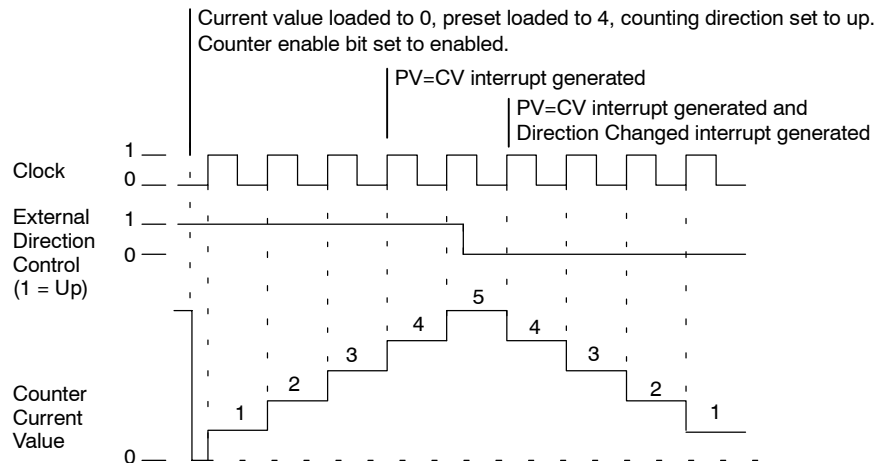 Current value loaded to 0, preset loaded to 4, counting direction set to up.
Counter enable bit set to enabled.
PV=CV interrupt generated
PV=CV interrupt generated and
Direction Changed interrupt generated
Clock
1
0
External
Direction
Control
(1 = Up)
1
0
Counter
Current
Value
0
1
2
3
4
5
4
3
2
1